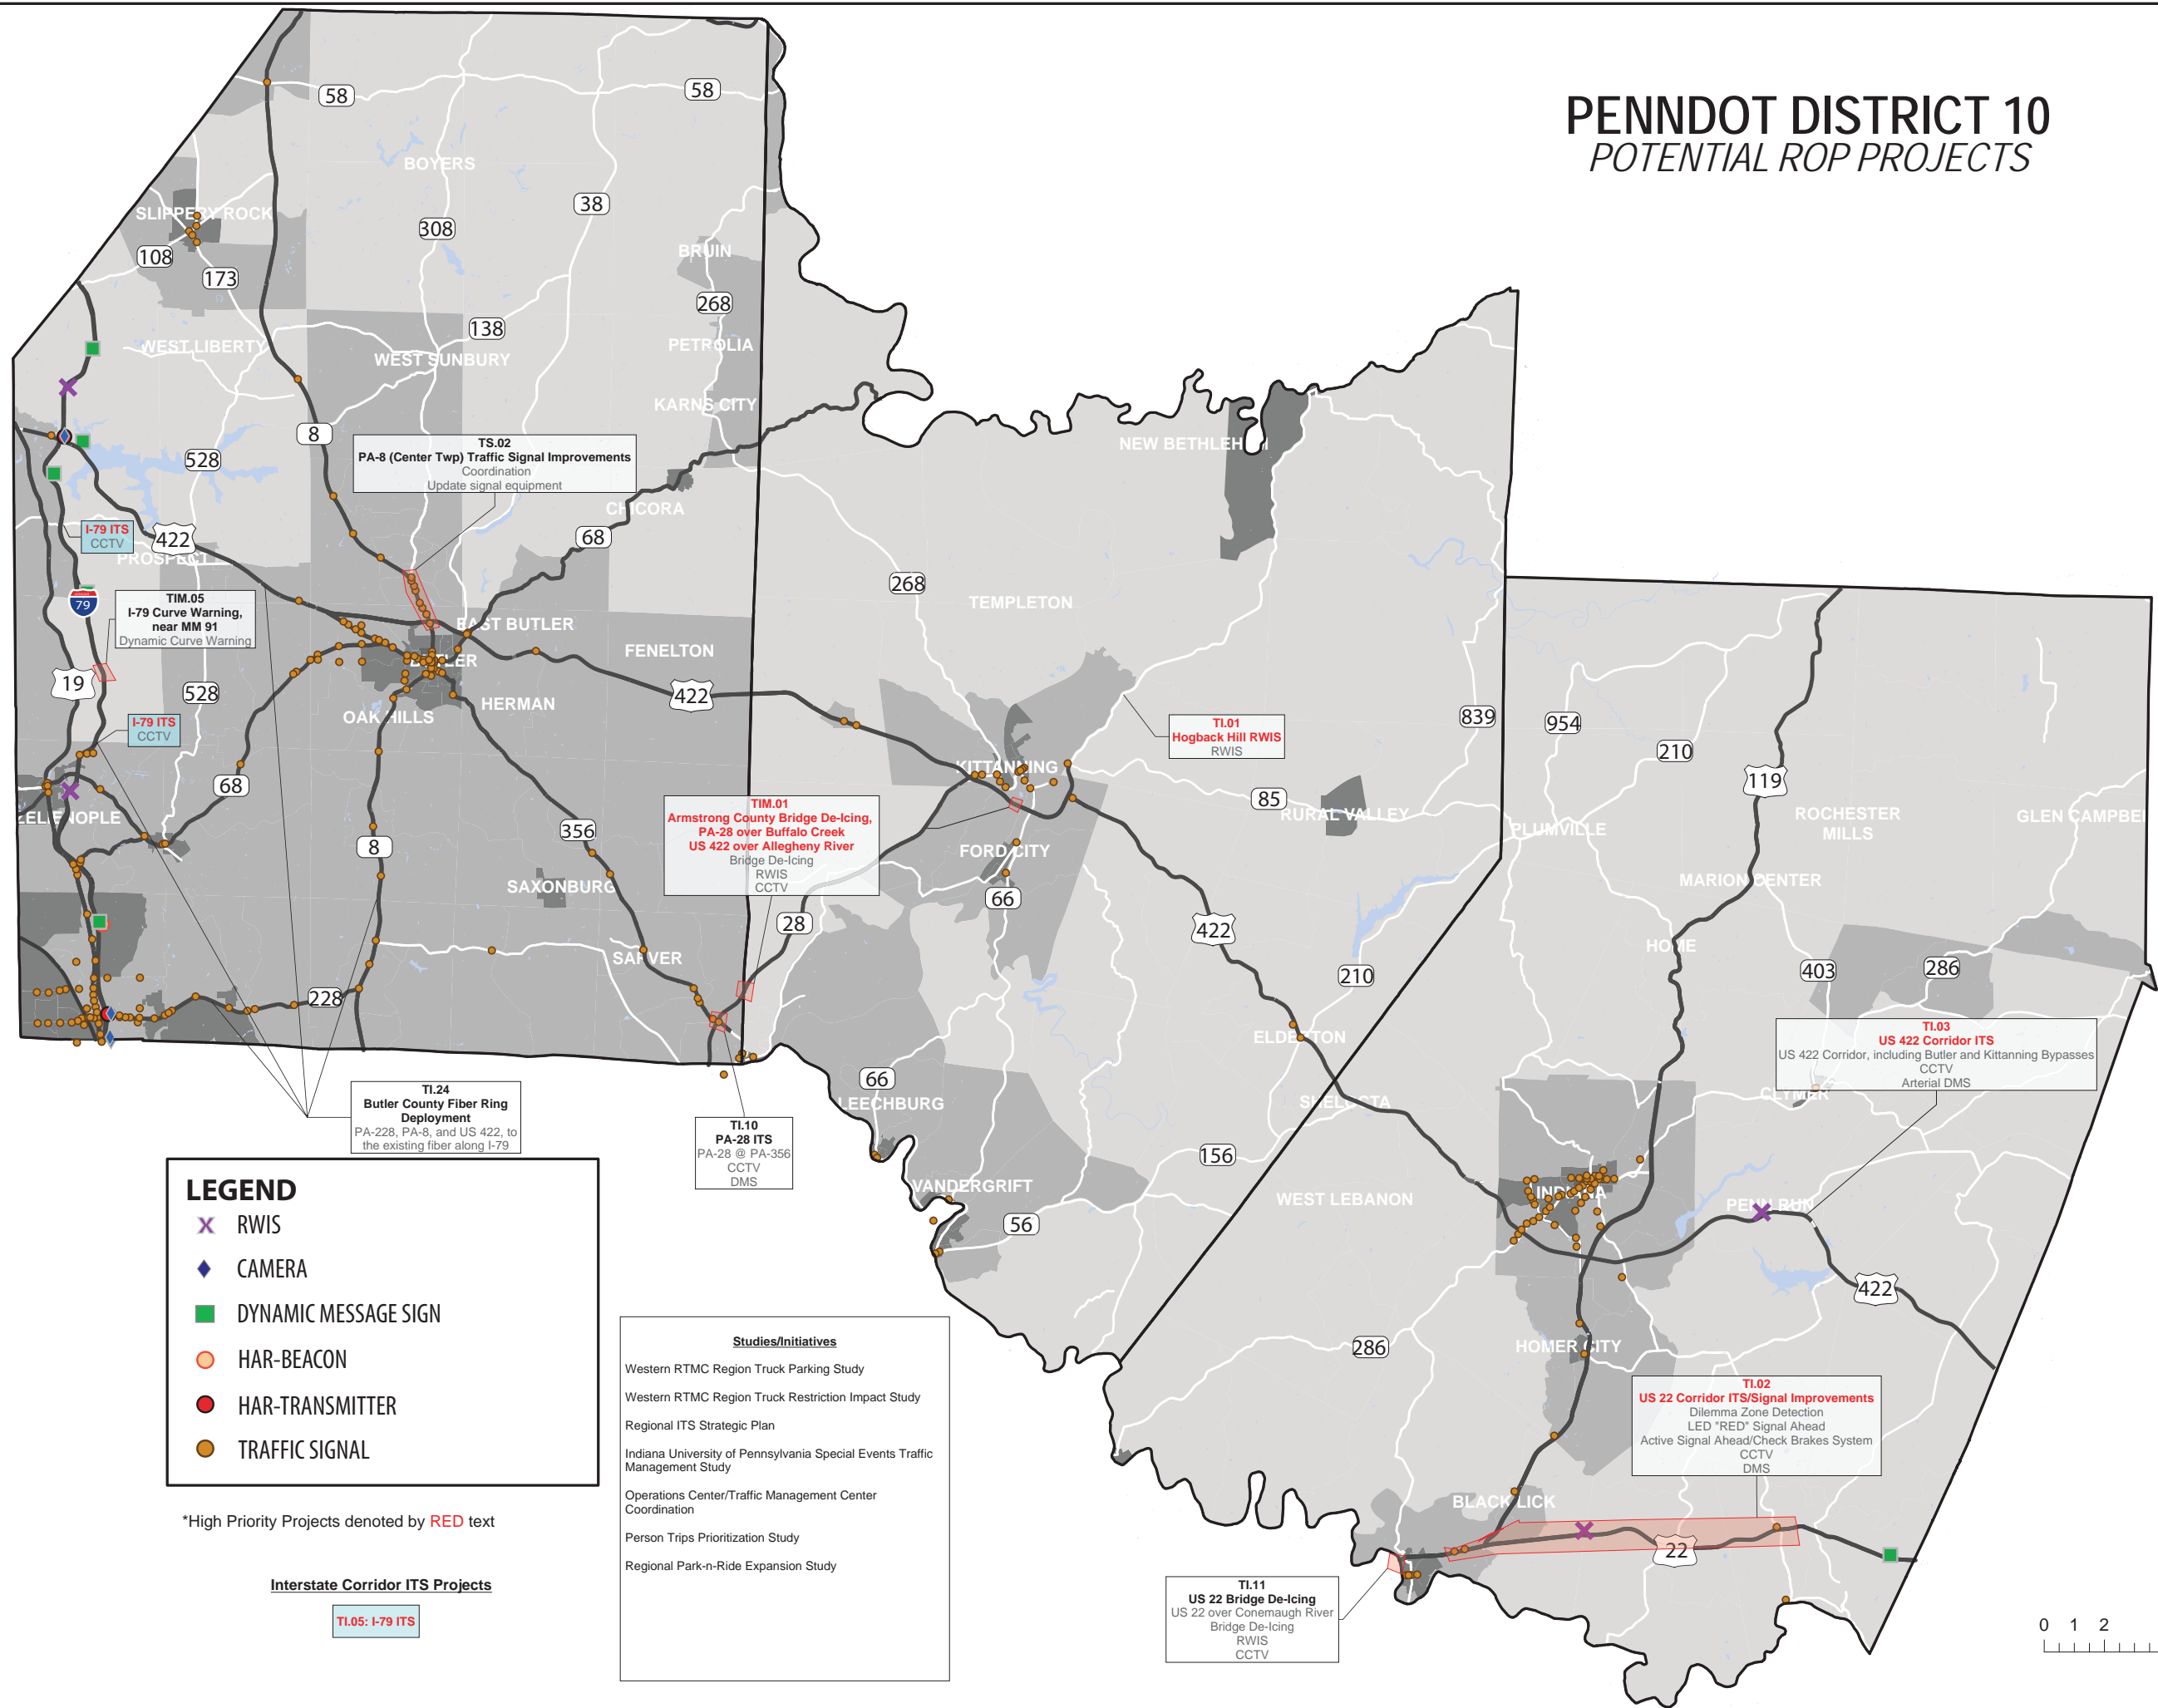 PENNDOT DISTRICT 10
POTENTIAL ROP PROJECTS
58
58
BOYERS
38
SLIPPERY ROCK
308
108
173
BRUIN
268
138
WEST LIBERTY
WEST SUNBURY
PETROLIA
KARNS CITY
8
528
TS.02
PA-8 (Center Twp) Traffic Signal Improvements
Coordination
Update signal equipment
NEW BETHLEH
CHICORA
I-79 ITS
CCTV
422
68
PROSPECT
268
TEMPLETON
79
TIM.05
I-79 Curve Warning,
near MM 91
Dynamic Curve Warning
EAST BUTLER
FENELTON
BUTLER
19
528
422
HERMAN
OAK HILLS
839
954
I-79 ITS
CCTV
TI.01
Hogback Hill RWIS
RWIS
210
119
KITTANNING
68
85
RURAL VALLEY
ZELIENOPLE
TIM.01
Armstrong County Bridge De-Icing,
PA-28 over Buffalo Creek
US 422 over Allegheny River
Bridge De-Icing
RWIS
CCTV
356
8
PLUMVILLE
ROCHESTER
MILLS
GLEN CAMPBE
FORD CITY
SAXONBURG
MARION CENTER
66
28
422
HOME
SARVER
210
403
286
228
ELDERTON
TI.03
US 422 Corridor ITS
US 422 Corridor, including Butler and Kittanning Bypasses
CCTV
Arterial DMS
66
LEECHBURG
SHELOCTA
CLYMER
TI.24
Butler County Fiber Ring
Deployment
PA-228, PA-8, and US 422, to
the existing fiber along I-79
TI.10
PA-28 ITS
PA-28 @ PA-356
CCTV
DMS
156
VANDERGRIFT
WEST LEBANON
INDIANA
PENN RUN
56
422
LEGEND
RWIS
CAMERA
DYNAMIC MESSAGE SIGN
HAR-BEACON
HAR-TRANSMITTER
TRAFFIC SIGNAL
*High Priority Projects denoted by RED text
Interstate Corridor ITS Projects
TI.05: I-79 ITS
Studies/Initiatives
Western RTMC Region Truck Parking Study
Western RTMC Region Truck Restriction Impact Study
Regional ITS Strategic Plan
Indiana University of Pennsylvania Special Events Traffic
Management Study
Operations Center/Traffic Management Center
Coordination
Person Trips Prioritization Study
Regional Park-n-Ride Expansion Study
286
HOMER CITY
TI.02
US 22 Corridor ITS/Signal Improvements
Dilemma Zone Detection
LED "RED" Signal Ahead
Active Signal Ahead/Check Brakes System
CCTV
DMS
BLACK LICK
22
TI.11
US 22 Bridge De-Icing
US 22 over Conemaugh River
Bridge De-Icing
RWIS
CCTV
0 1 2